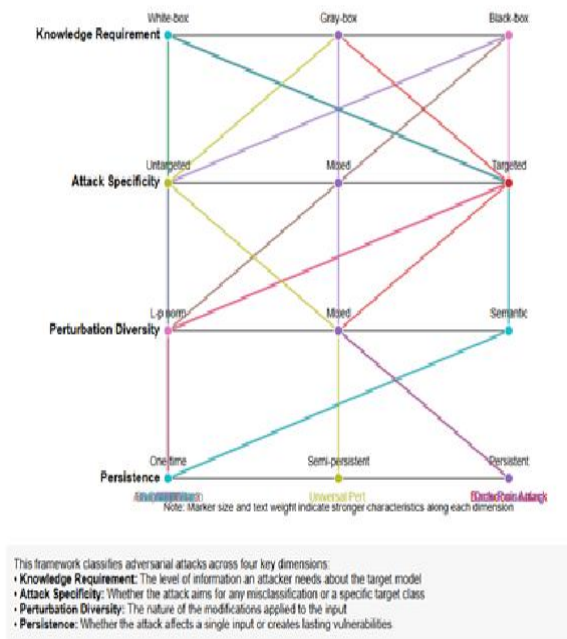 White-box Gray-box Black-box
Knowledge Requirement
Untargeted Mixed Targeted
Attack Specificity
L-p norm Mixed Semantic
Perturbation Diversity
One-time Semi-persistent Persistent
Persistence
Universal Pert
Note: Marker size and text weight indicate stronger characteristics along each dimension
This framework classifies adversarial attacks across four key dimensions:
• Knowledge Requirement: The level of information an attacker needs about the target model
• Attack Specificity: Whether the attack aims for any misclassification or a specific target class
• Perturbation Diversity: The nature of the modifications applied to the input
• Persistence: Whether the attack affects a single input or creates lasting vulnerabilities